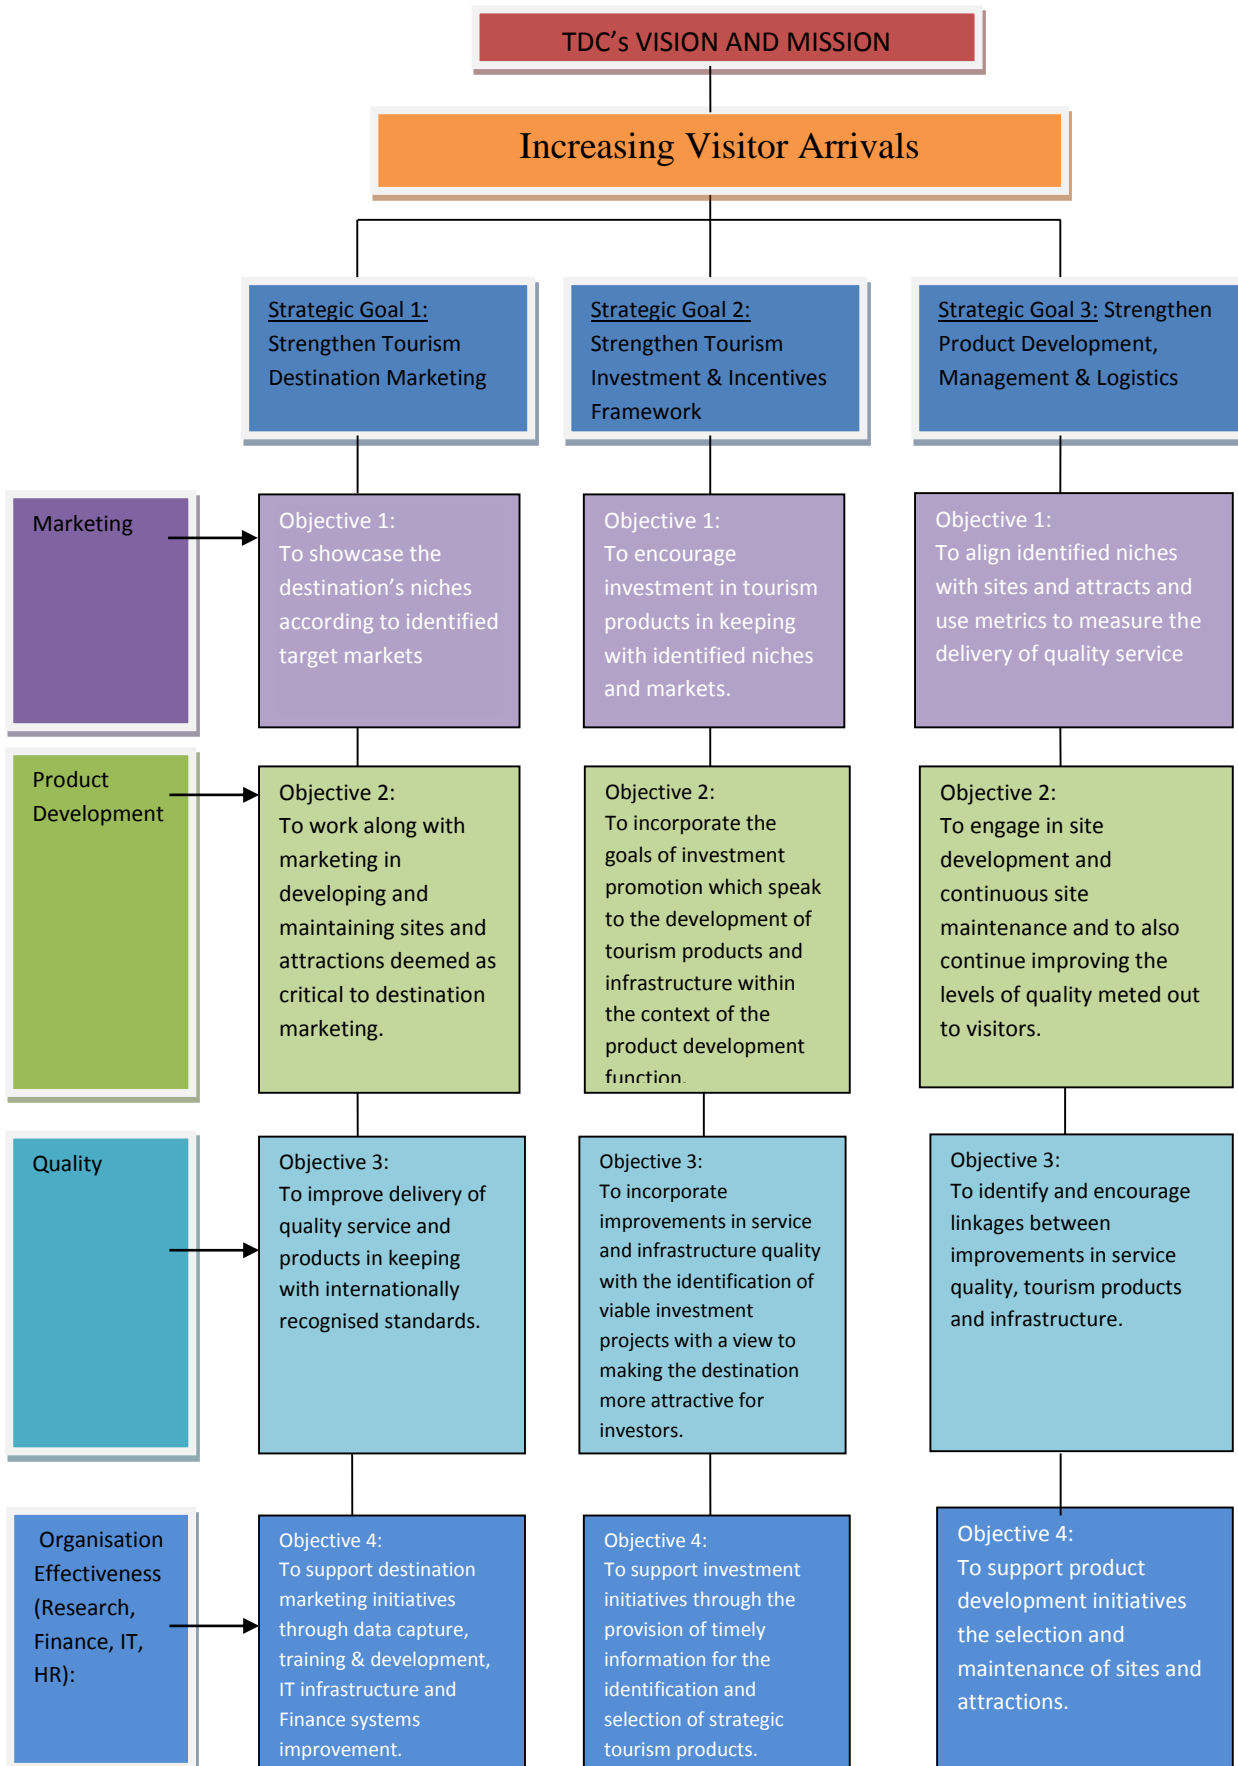 TDC’s VISION AND MISSION
Increasing Visitor Arrivals
Strategic Goal 1:
Strengthen Tourism
Destination Marketing
Strategic Goal 2:
Strengthen Tourism
Investment & Incentives
Framework
Strategic Goal 3: Strengthen
Product Development,
Management & Logistics
Marketing
Objective 1:
To showcase the
destination’s niches
according to identified
target markets
Objective 1:
To encourage
investment in tourism
products in keeping
with identified niches
and markets.
Objective 1:
To align identified niches
with sites and attracts and
use metrics to measure the
delivery of quality service
Product
Development
Objective 2:
To work along with
marketing in
developing and
maintaining sites and
attractions deemed as
critical to destination
marketing.
Objective 2:
To incorporate the
goals of investment
promotion which speak
to the development of
tourism products and
infrastructure within
the context of the
product development
function.
Objective 2:
To engage in site
development and
continuous site
maintenance and to also
continue improving the
levels of quality meted out
to visitors.
Quality
Objective 3:
To improve delivery of
quality service and
products in keeping
with internationally
recognised standards.
Objective 3:
To incorporate
improvements in service
and infrastructure quality
with the identification of
viable investment
projects with a view to
making the destination
more attractive for
investors.
Objective 3:
To identify and encourage
linkages between
improvements in service
quality, tourism products
and infrastructure.
Organisation
Effectiveness
(Research,
Finance, IT,
HR):
Objective 4:
To support destination
marketing initiatives
through data capture,
training & development,
IT infrastructure and
Finance systems
improvement.
Objective 4:
To support investment
initiatives through the
provision of timely
information for the
identification and
selection of strategic
tourism products.
Objective 4:
To support product
development initiatives
the selection and
maintenance of sites and
attractions.